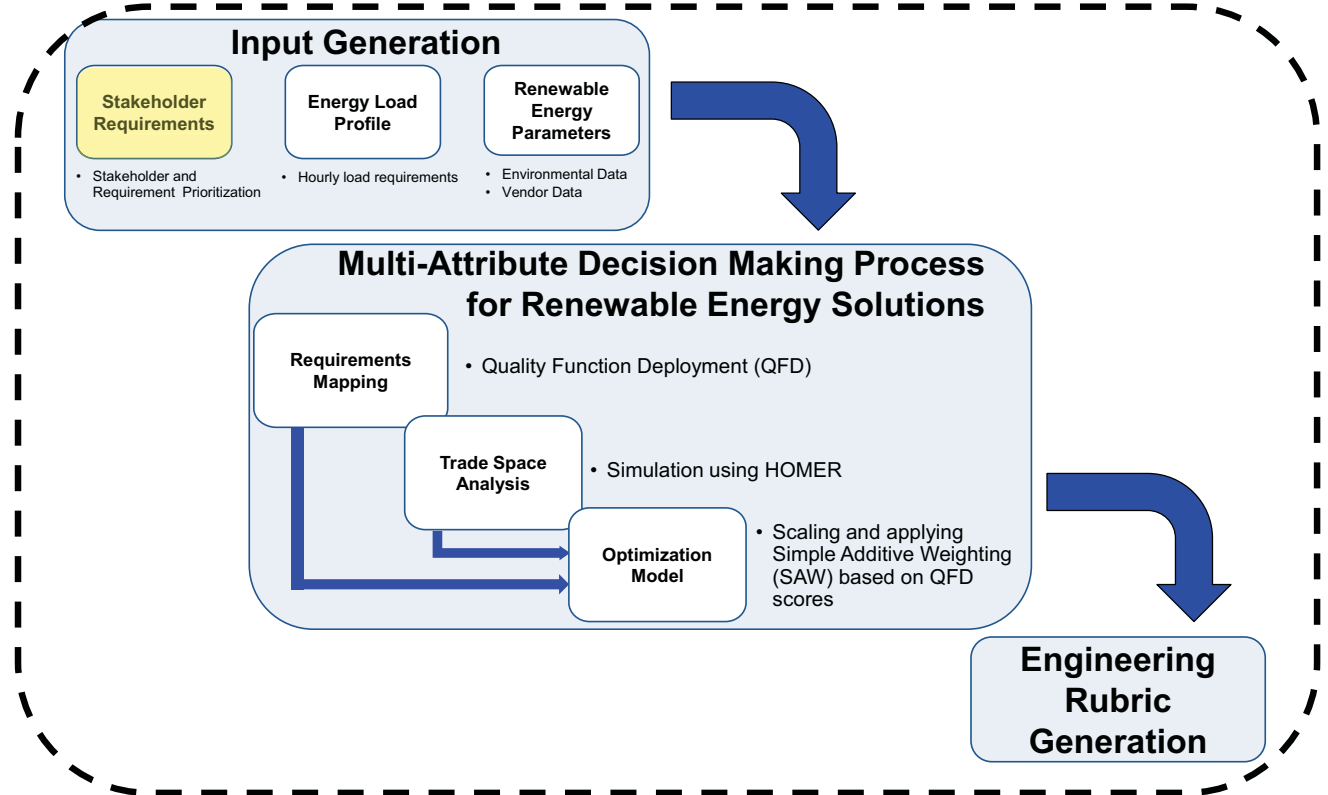 Input Generation
Stakeholder
Requirements
• Stakeholder and
Requirement Prioritization
Energy Load
Profile
• Hourly load requirements
Renewable
Energy
Parameters
• Environmental Data
• Vendor Data
Multi-Attribute Decision Making Process
for Renewable Energy Solutions
Requirements
Mapping
• Quality Function Deployment (QFD)
Trade Space
Analysis
• Simulation using HOMER
Optimization
Model
• Scaling and applying
Simple Additive Weighting
(SAW) based on QFD
scores
Engineering
Rubric
Generation